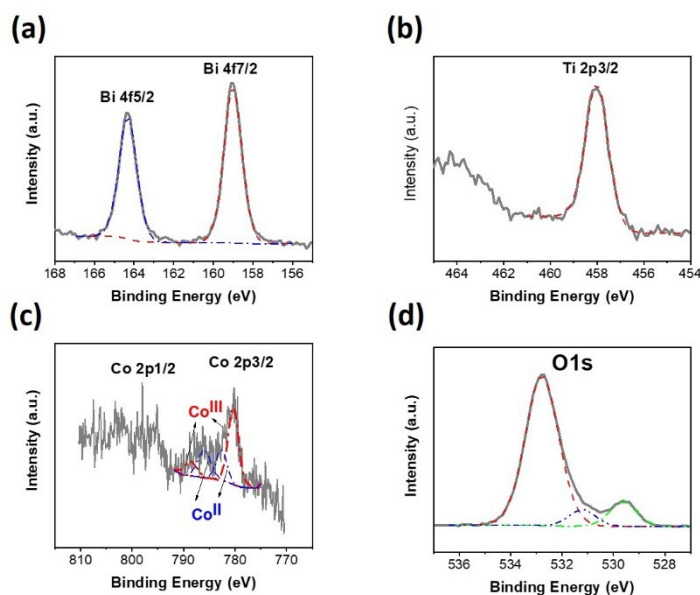 (a)
Bi 4f7/2
Bi 4f5/2
Intensity (a.u.)
168 166 164 162 160 158 156
Binding Energy (eV)
(b)
Ti 2p3/2
Intensity (a.u.)
464 462 460 458 456 454
Binding Energy (eV)
(c)
Co 2p1/2 Co 2p3/2
CoIII
CoII
Intensity (a.u.)
810 800 790 780 770
Binding Energy (eV)
(d)
O1s
Intensity (a.u.)
536 534 532 530 528
Binding Energy (eV)